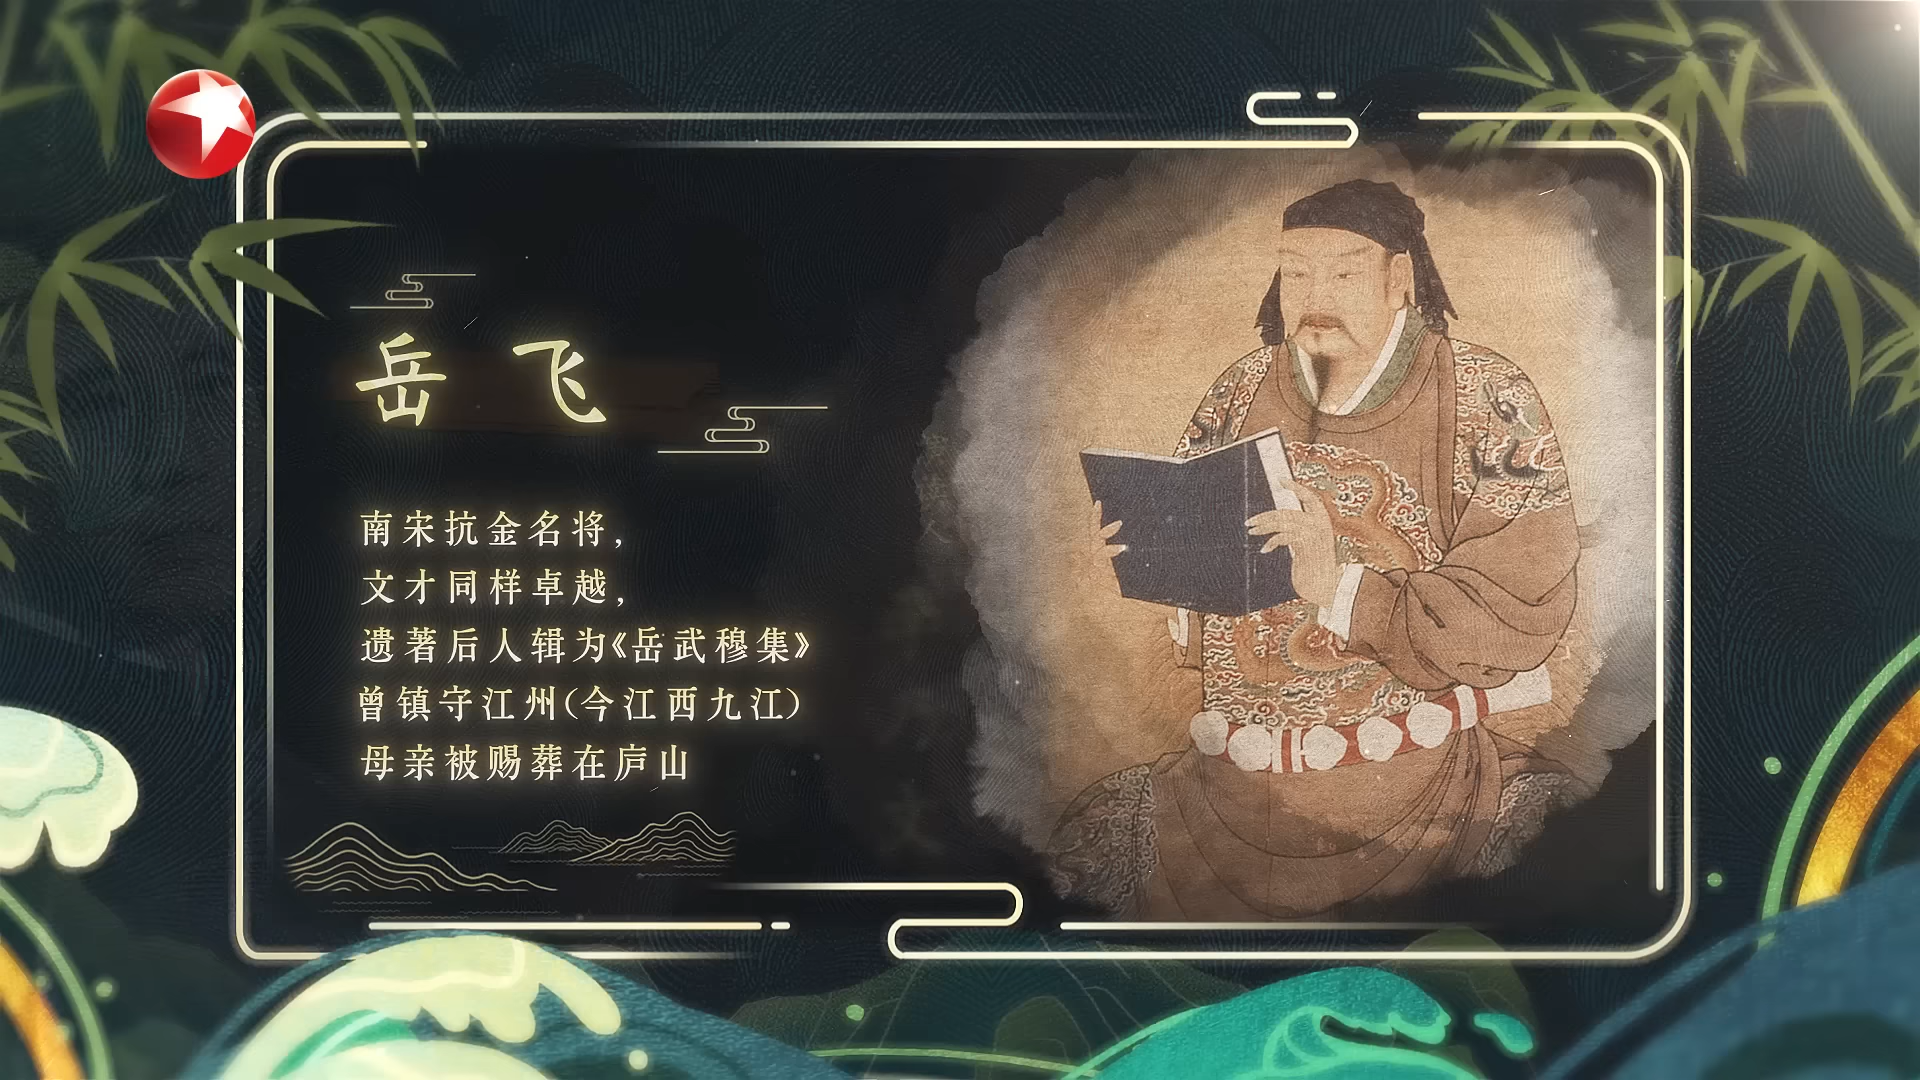 岳飞
南宋抗金名将,
文才同样卓越,
遗著后人辑为《岳武穆集》
曾镇守江州(今江西九江)
母亲被赐葬在庐山